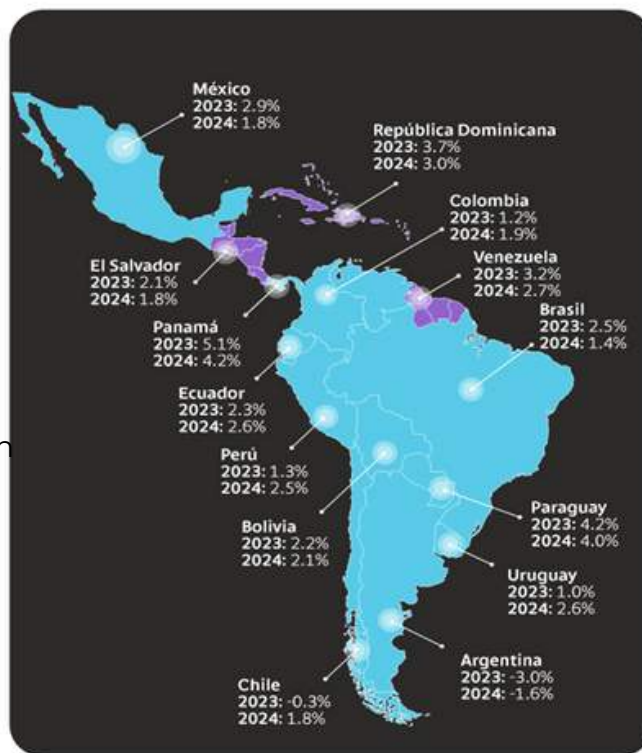 México
2023: 2.9%
2024: 1.8%
República Dominicana
2023: 3.7%
2024: 3.0%
Colombia
2023: 1.2%
2024: 1.9%
El Salvador
2023: 2.1%
2024: 1.8%
Venezuela
2023: 3.2%
2024: 2.7%
Panamá
2023: 5.1%
2024: 4.2%
Brasil
2023: 2.5%
2024: 1.4%
Ecuador
2023: 2.3%
2024: 2.6%
n
Perú
2023: 1.3%
2024: 2.5%
Bolivia
2023: 2.2%
2024: 2.1%
Paraguay
2023: 4.2%
2024: 4.0%
Uruguay
2023: 1.0%
2024: 2.6%
Argentina
2023: -3.0%
2024: -1.6%
Chile
2023: -0.3%
2024: 1.8%